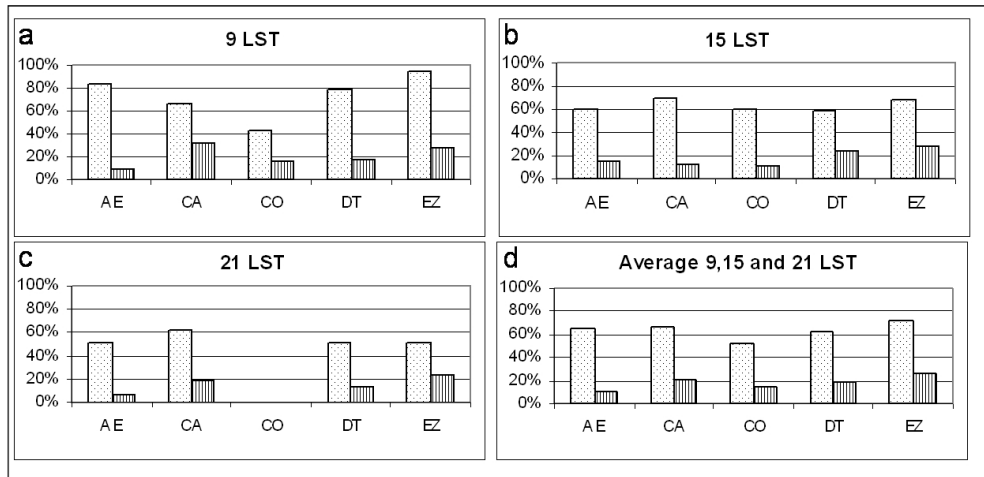 a
9 LST
100%
80%
60%
40%
20%
0%
AE CA CO DT EZ
b
15 LST
100%
80%
60%
40%
20%
0%
AE CA CO DT EZ
c
21 LST
100%
80%
60%
40%
20%
0%
AE CA CO DT EZ
d
Average 9,15 and 21 LST
100%
80%
60%
40%
20%
0%
AE CA CO DT EZ